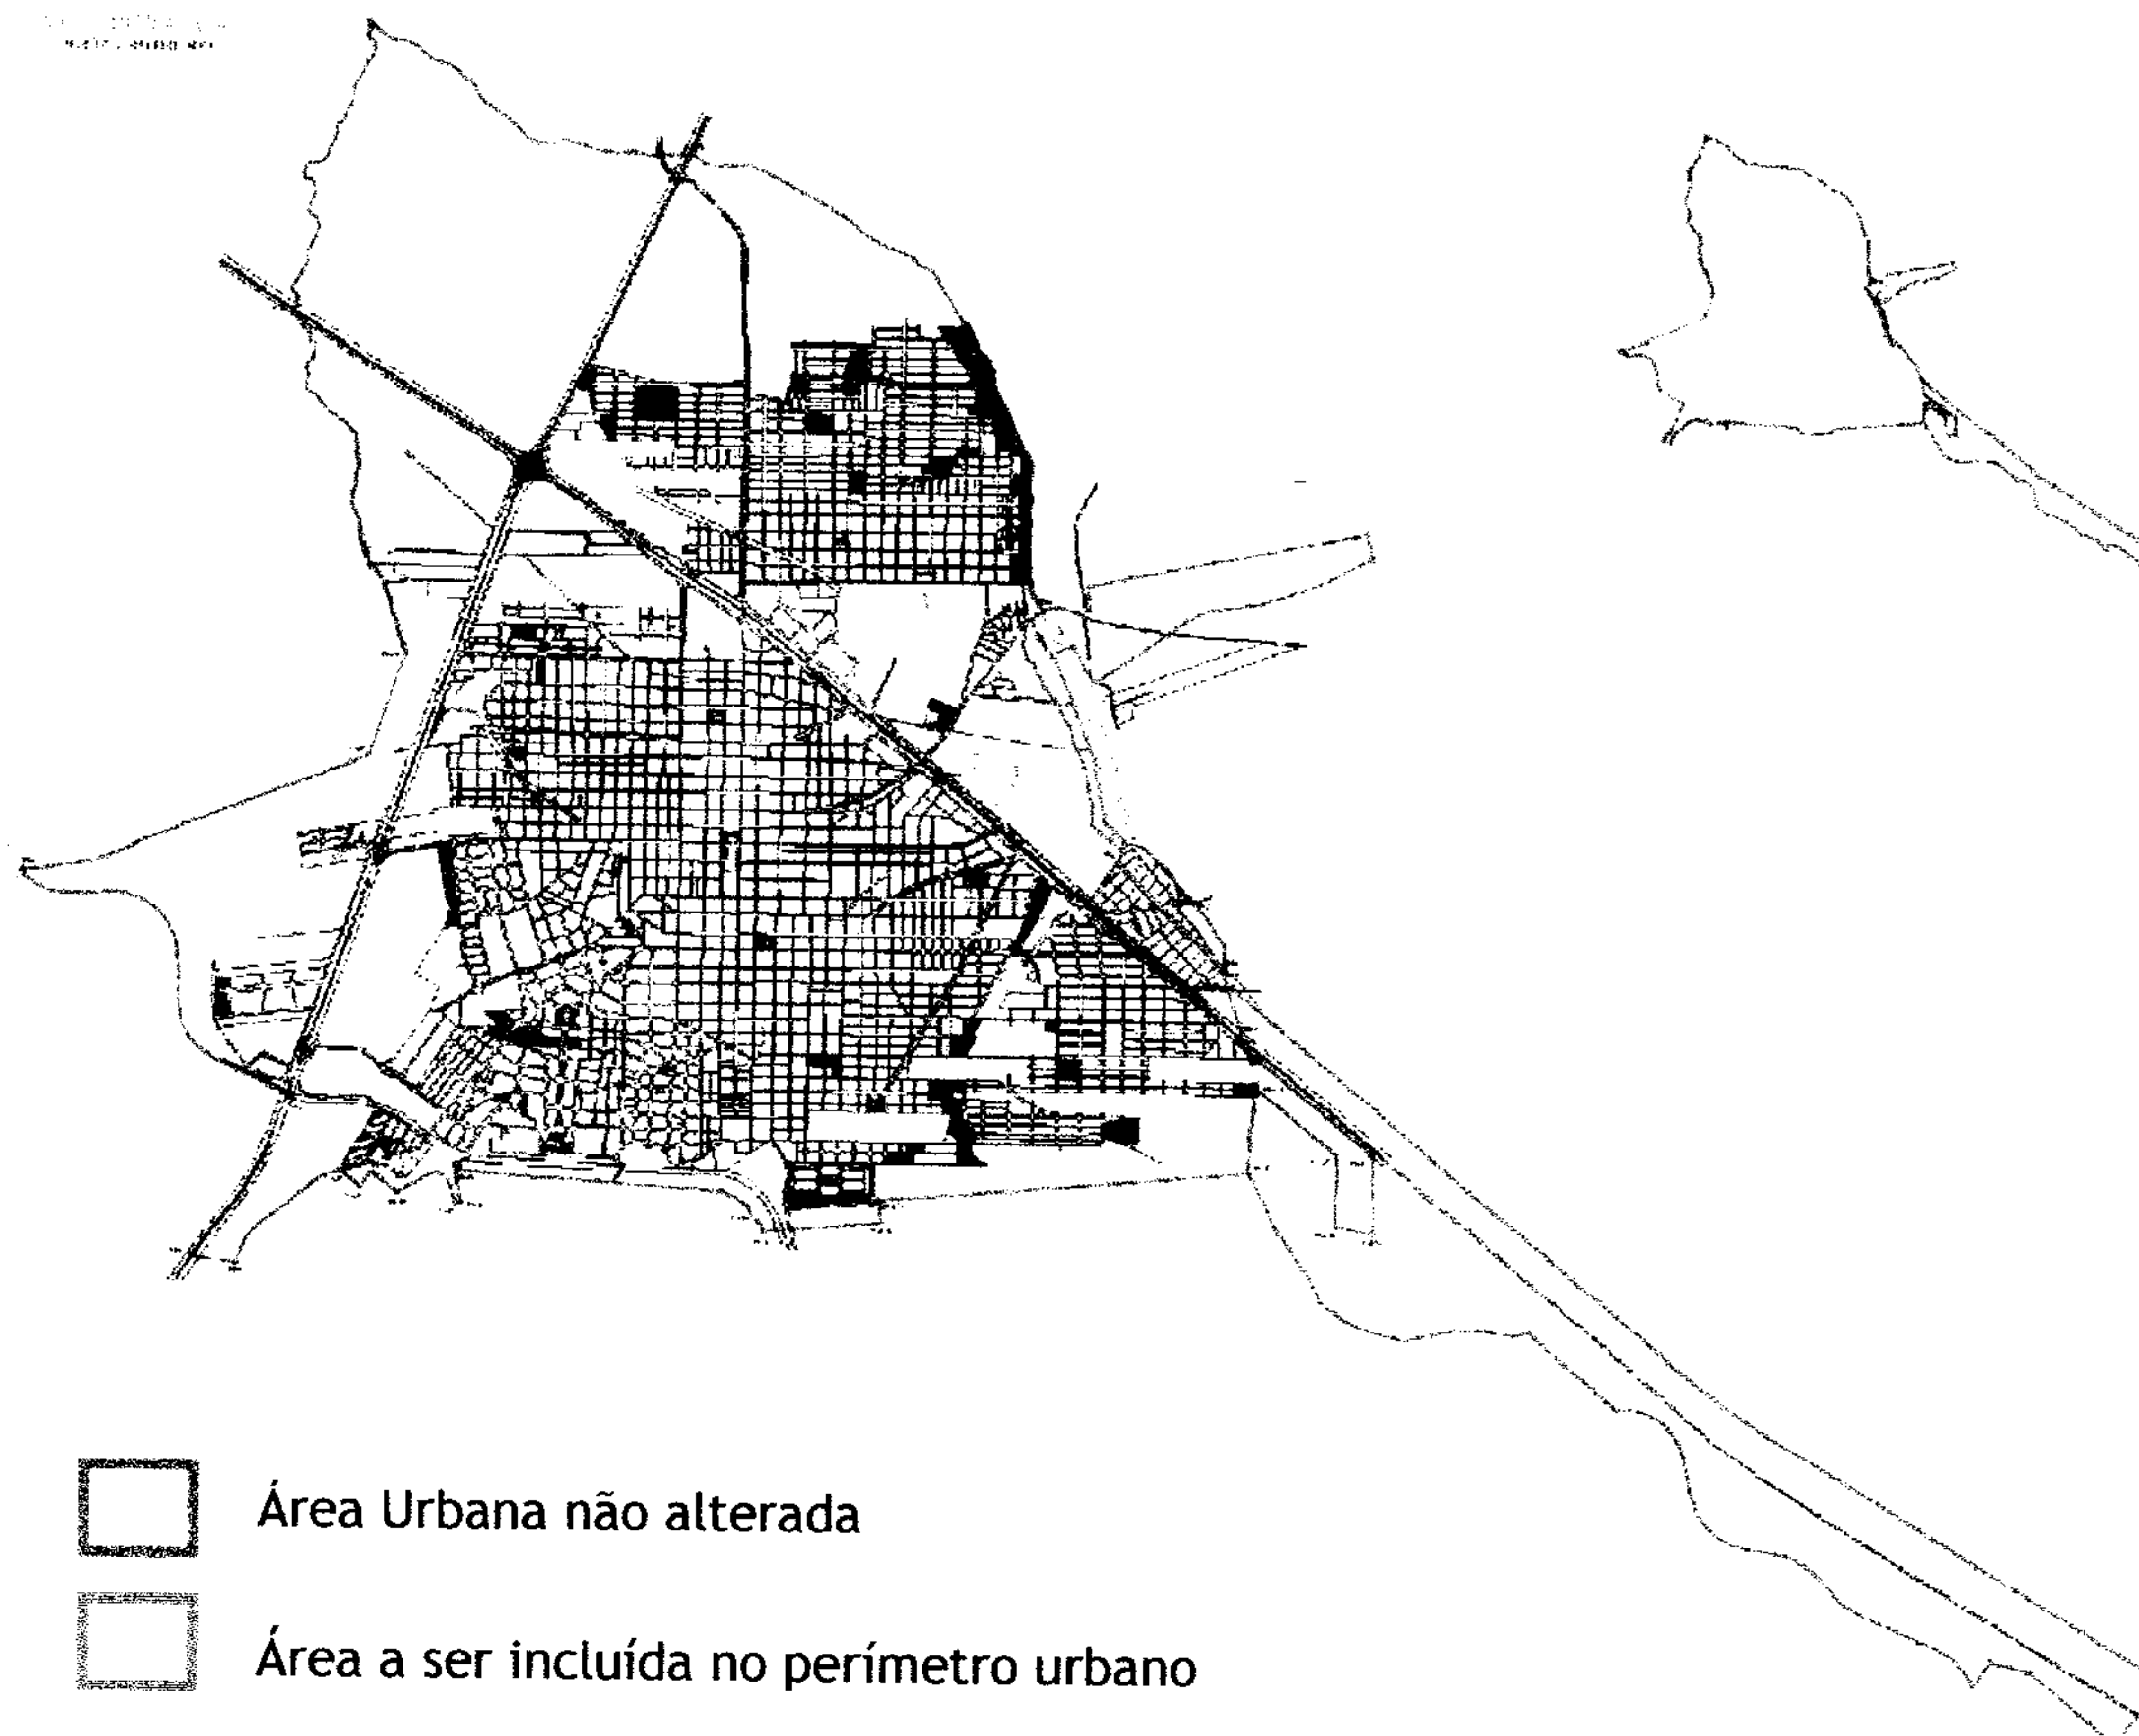 Área Urbana não alterada
Área a ser incluída no perímetro urbano